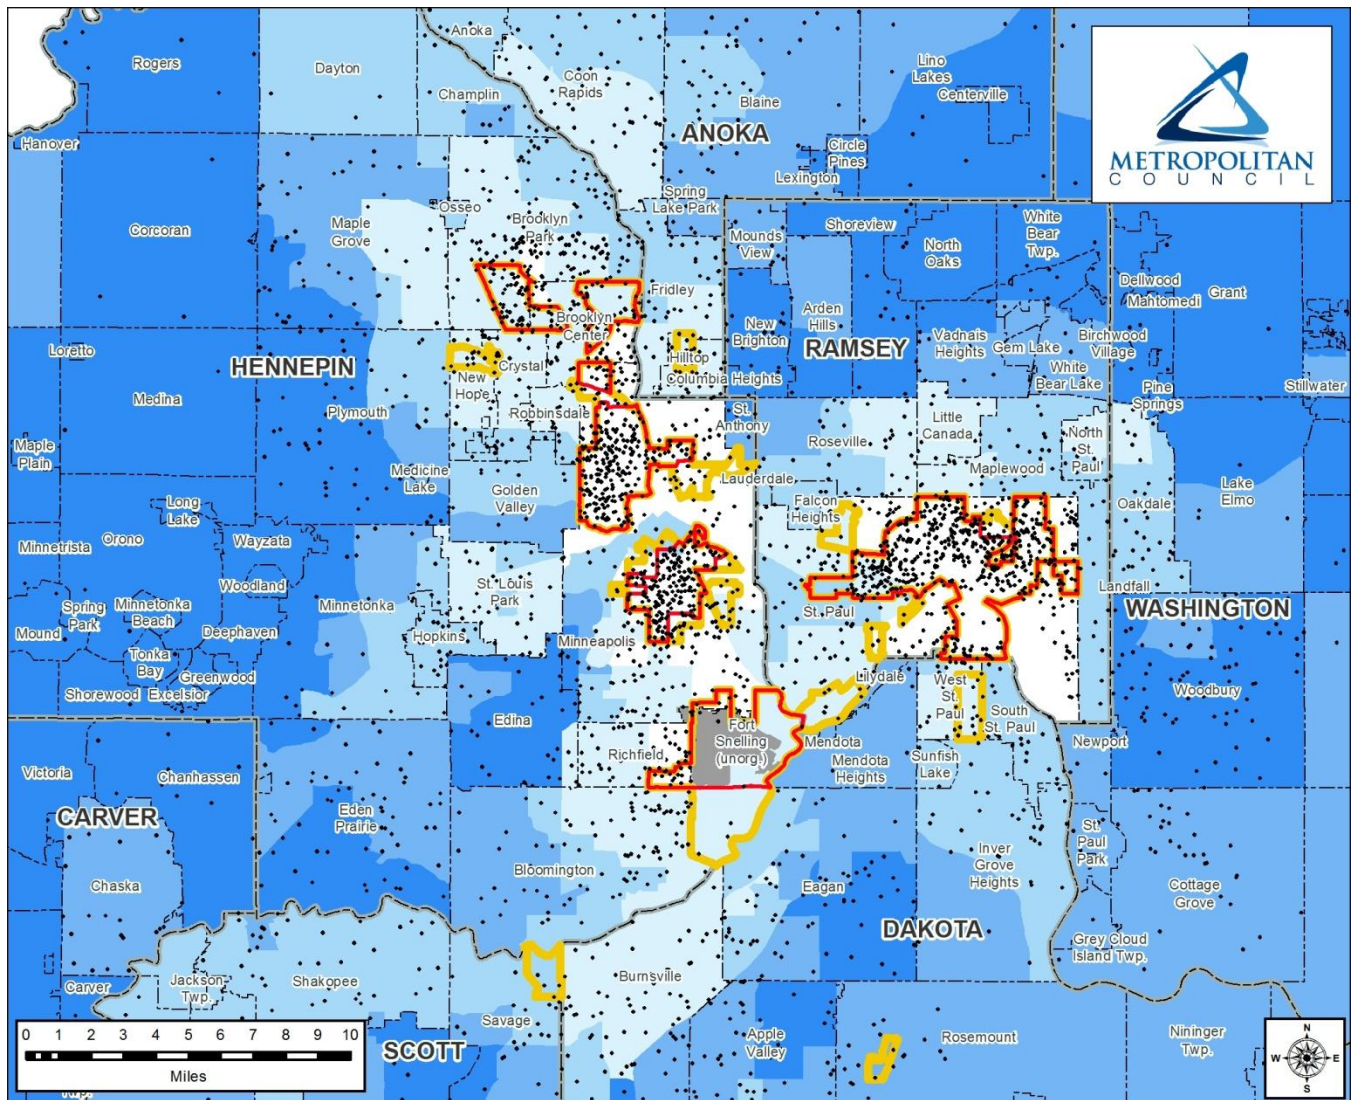 Anoka
Rogers
Dayton
Coon
Rapids
Champlin
Lino
Lakes
Centerville
Blaine
ANOKA
Hanover
Circle
Pines
Lexington
METROPOLITAN
COUNCIL
Spring
Lake Park
Osseo
Brooklyn
Park
Maple
Grove
Corcoran
Mounds
View
Shoreview
North
Oaks
White
Bear
Twp.
Dellwood
Mahtomedi
Grant
Fridley
Brooklyn
Center
Arden
Hills
New
Brighton
RAMSEY
Vadnais
Heights
Gem Lake
Birchwood
Village
White
Bear Lake
Loretto
HENNEPIN
Crystal
New
Hope
Hilltop
Columbia Heights
Pine
Springs
Stillwater
Medina
Plymouth
Robbinsdale
St.
Anthony
Roseville
Little
Canada
North
St.
Paul
Maplewood
Maple
Plain
Medicine
Lake
Golden
Valley
Lauderdale
Falcon
Heights
Oakdale
Lake
Elmo
Long
Lake
Minnetrista
Orono
Wayzata
Woodland
St. Louis
Park
Landfall
WASHINGTON
Spring
Park
Minnetonka
Beach
Minnetonka
St. Paul
Mound
Deephaven
Hopkins
Minneapolis
Tonka
Bay
Greenwood
Shorewood
Excelsior
Lilydale
West
St.
Paul
Woodbury
Edina
South
St. Paul
Fort
Snelling
(unorg.)
Richfield
Mendota
Mendota
Heights
Sunfish
Lake
Newport
Victoria
Chanhassen
CARVER
Eden
Prairie
St.
Paul
Park
Inver
Grove
Heights
Chaska
Bloomington
Eagan
Cottage
Grove
DAKOTA
Grey Cloud
Island Twp.
Carver
Jackson
Twp.
Shakopee
Burnsville
Savage
SCOTT
Apple
Valley
Rosemount
Nininger
Twp.
0 1 2 3 4 5 6 7 8 9 10
Miles
N
W E
S
Twp.